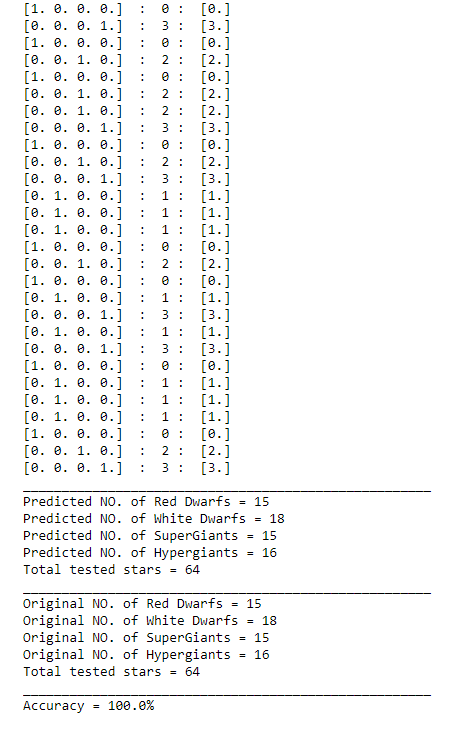 [1. 0. 0. 0.]  :  0 :  [0.]
[0. 0. 0. 1.]  :  3 :  [3.]
[1. 0. 0. 0.]  :  0 :  [0.]
[0. 0. 1. 0.]  :  2 :  [2.]
[1. 0. 0. 0.]  :  0 :  [0.]
[0. 0. 1. 0.]  :  2 :  [2.]
[0. 0. 1. 0.]  :  2 :  [2.]
[0. 0. 0. 1.]  :  3 :  [3.]
[1. 0. 0. 0.]  :  0 :  [0.]
[0. 0. 1. 0.]  :  2 :  [2.]
[0. 0. 0. 1.]  :  3 :  [3.]
[0. 1. 0. 0.]  :  1 :  [1.]
[0. 1. 0. 0.]  :  1 :  [1.]
[0. 1. 0. 0.]  :  1 :  [1.]
[1. 0. 0. 0.]  :  0 :  [0.]
[0. 0. 1. 0.]  :  2 :  [2.]
[1. 0. 0. 0.]  :  0 :  [0.]
[0. 1. 0. 0.]  :  1 :  [1.]
[0. 0. 0. 1.]  :  3 :  [3.]
[0. 1. 0. 0.]  :  1 :  [1.]
[0. 0. 0. 1.]  :  3 :  [3.]
[1. 0. 0. 0.]  :  0 :  [0.]
[0. 1. 0. 0.]  :  1 :  [1.]
[0. 1. 0. 0.]  :  1 :  [1.]
[0. 1. 0. 0.]  :  1 :  [1.]
[1. 0. 0. 0.]  :  0 :  [0.]
[0. 0. 1. 0.]  :  2 :  [2.]
[0. 0. 0. 1.]  :  3 :  [3.]
Predicted NO. of Red Dwarfs = 15
Predicted NO. of White Dwarfs = 18
Predicted NO. of SuperGiants = 15
Predicted NO. of Hypergiants = 16
Total tested stars = 64
Original NO. of Red Dwarfs = 15
Original NO. of White Dwarfs = 18
Original NO. of SuperGiants = 15
Original NO. of Hypergiants = 16
Total tested stars = 64
Accuracy = 100.0%